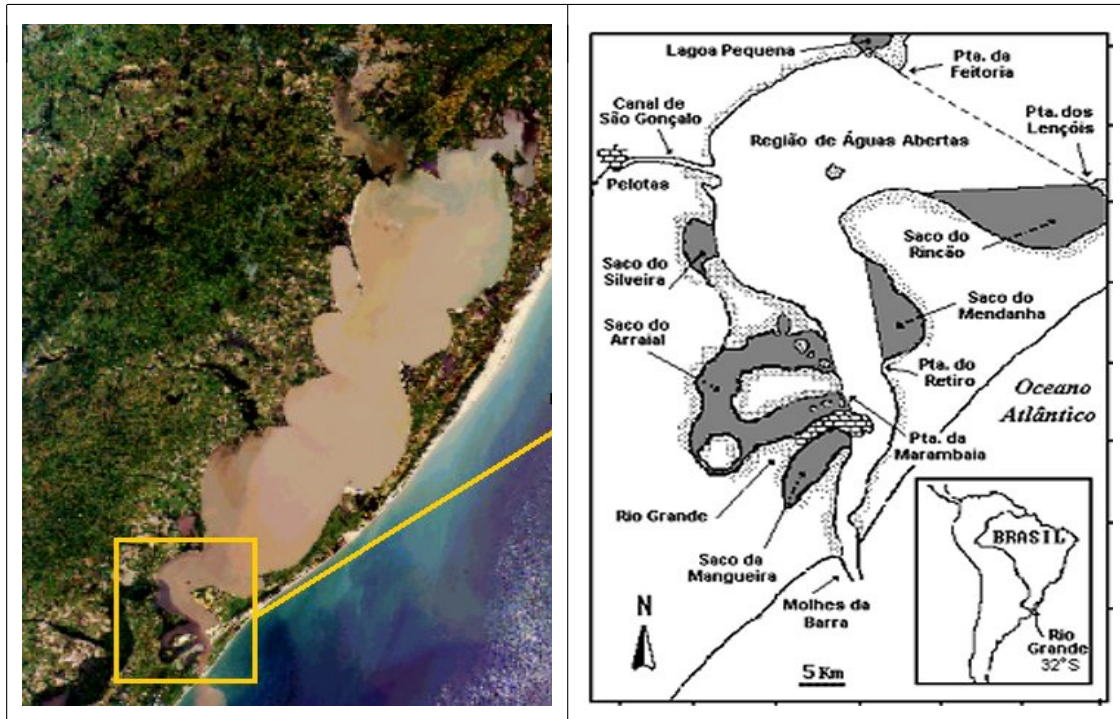 Lagoa Pequena
Pta. da
Feitoria
Canal de
São Gonçalo
Pta. dos
Lençóis
Região de Águas Abertas
Pelotas
Saco do
Rincão
Saco do
Silveira
Saco do
Mendanha
Saco do
Arraial
Pta. do
Retiro
Oceano
Atlântico
Pta. da
Marambaia
Rio Grande
BRASIL
Saco da
Mangueira
Molhes da
Barra
N
Rio
Grande
32°S
5 Km